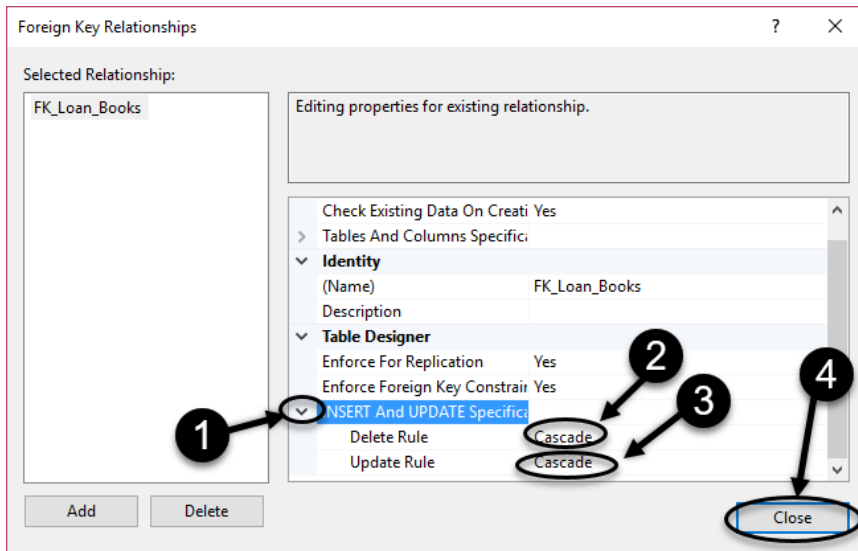 Foreign Key Relationships ?
Selected Relationship:
FK_Loan_Books
Editing properties for existing relationship.
Check Existing Data On Creati Yes
Tables And Columns Specifica
Identity
(Name) FK_Loan_Books
Description
Table Designer
Enforce For Replication Yes
2
Enforce Foreign Key Constrain Yes
4
1
INSERT And UPDATE Specifica
3
Delete Rule Cascade
Update Rule Cascade
Add Delete
Close